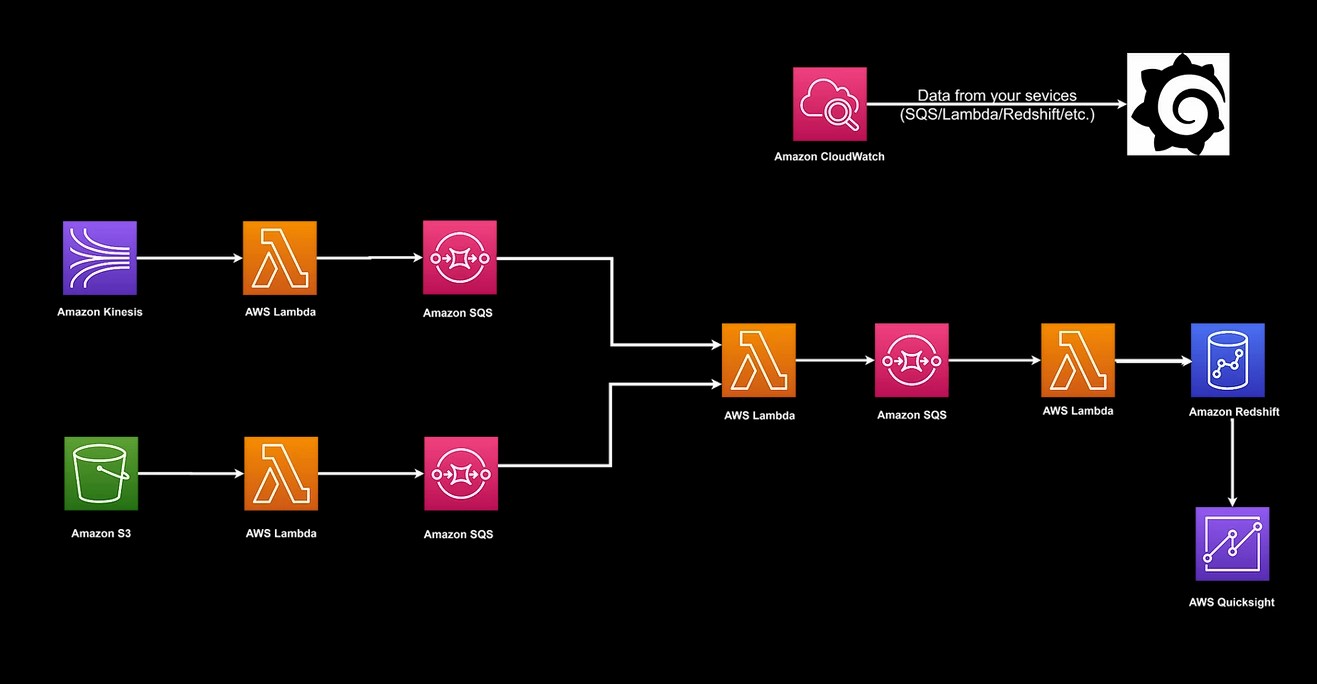 Data from your sevices
(SQS/Lambda/Redshift/etc.)
Amazon CloudWatch
Amazon Kinesis
AWS Lambda
Amazon SQS
AWS Lambda
Amazon SQS
AWS Lambda
Amazon Redshift
Amazon S3
AWS Lambda
Amazon SQS
AWS Quicksight